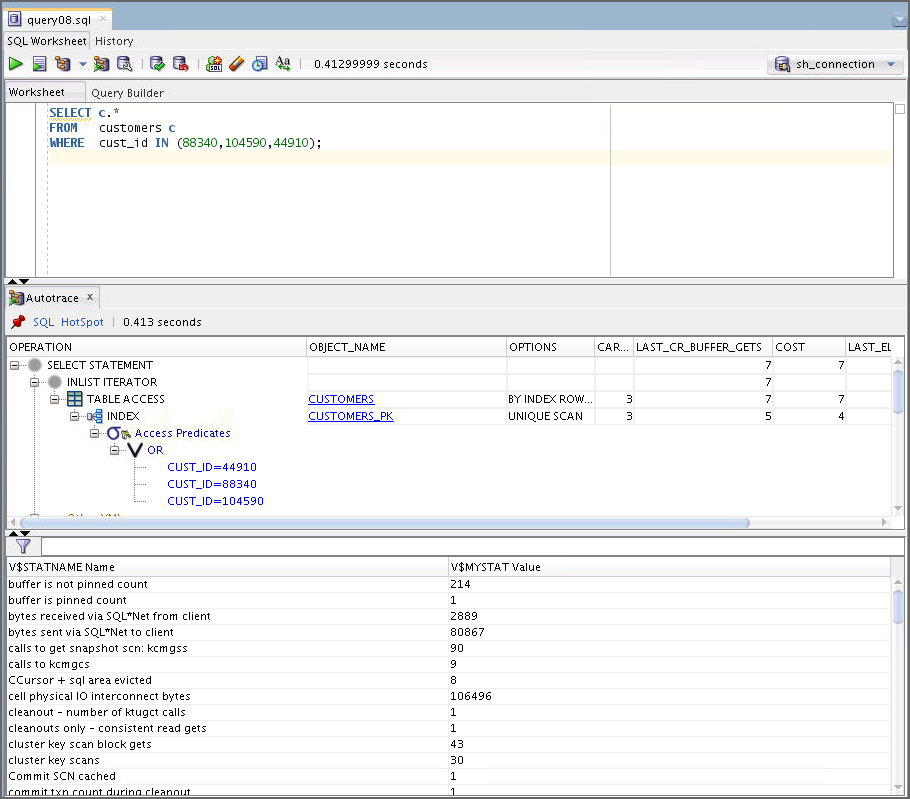 query08.sql
SQL Worksheet History
0.41299999 seconds sh_connection
Worksheet Query Builder
SELECT c.*
FROM customers c
WHERE cust_id IN (88340,104590,44910);
Autotrace x
SQL HotSpot 0.413 seconds
OPERATION OBJECT_NAME OPTIONS CAR... LAST_CR_BUFFER_GETS COST LAST_EL
SELECT STATEMENT 7 7
INLIST ITERATOR 7
TABLE ACCESS CUSTOMERS BY INDEX ROW... 3 7 7
INDEX CUSTOMERS_PK UNIQUE SCAN 3 5 4
Access Predicates
OR
CUST_ID=44910
CUST_ID=88340
CUST_ID=104590
V$STATNAME Name V$MYSTAT Value
buffer is not pinned count 214
buffer is pinned count 1
bytes received via SQL*Net from client 2889
bytes sent via SQL*Net to client 80867
calls to get snapshot scn: kcmgss 90
calls to kcmgcs 9
CCursor + sql area evicted 8
cell physical IO interconnect bytes 106496
cleanout - number of ktugct calls 1
cleanouts only - consistent read gets 1
cluster key scan block gets 43
cluster key scans 30
Commit SCN cached 1
commit txn count during cleanout 1